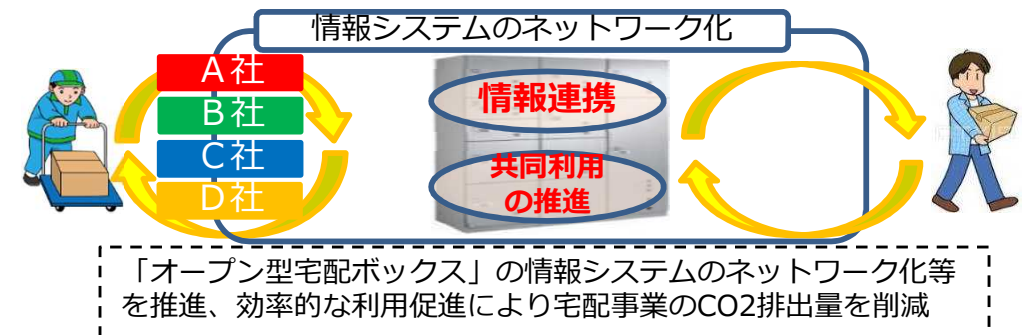 情報システムのネットワーク化
A社
B社
C社
D社
情報連携
共同利用
の推進
「オープン型宅配ボックス」の情報システムのネットワーク化等
を推進、効率的な利用促進により宅配事業のCO2排出量を削減